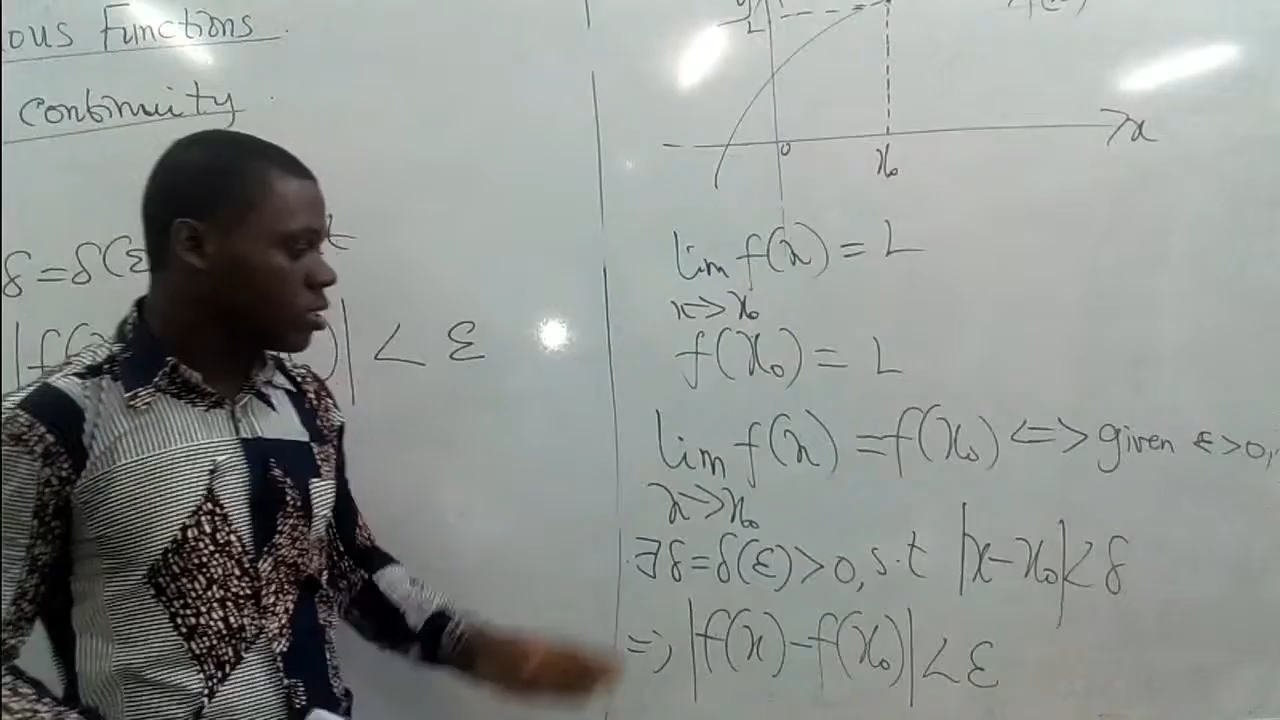 ous Functions
Continuity
δ = δ(ε
|f(
| < ε
L
0
x₀
x
lim f(x) = L
x→x₀
f(x₀) = L
lim f(x) = f(x₀) <=> given ε>0,
x→x₀
∃δ=δ(ε)>0, s.t |x-x₀|<δ
=> |f(x)-f(x₀)| < ε